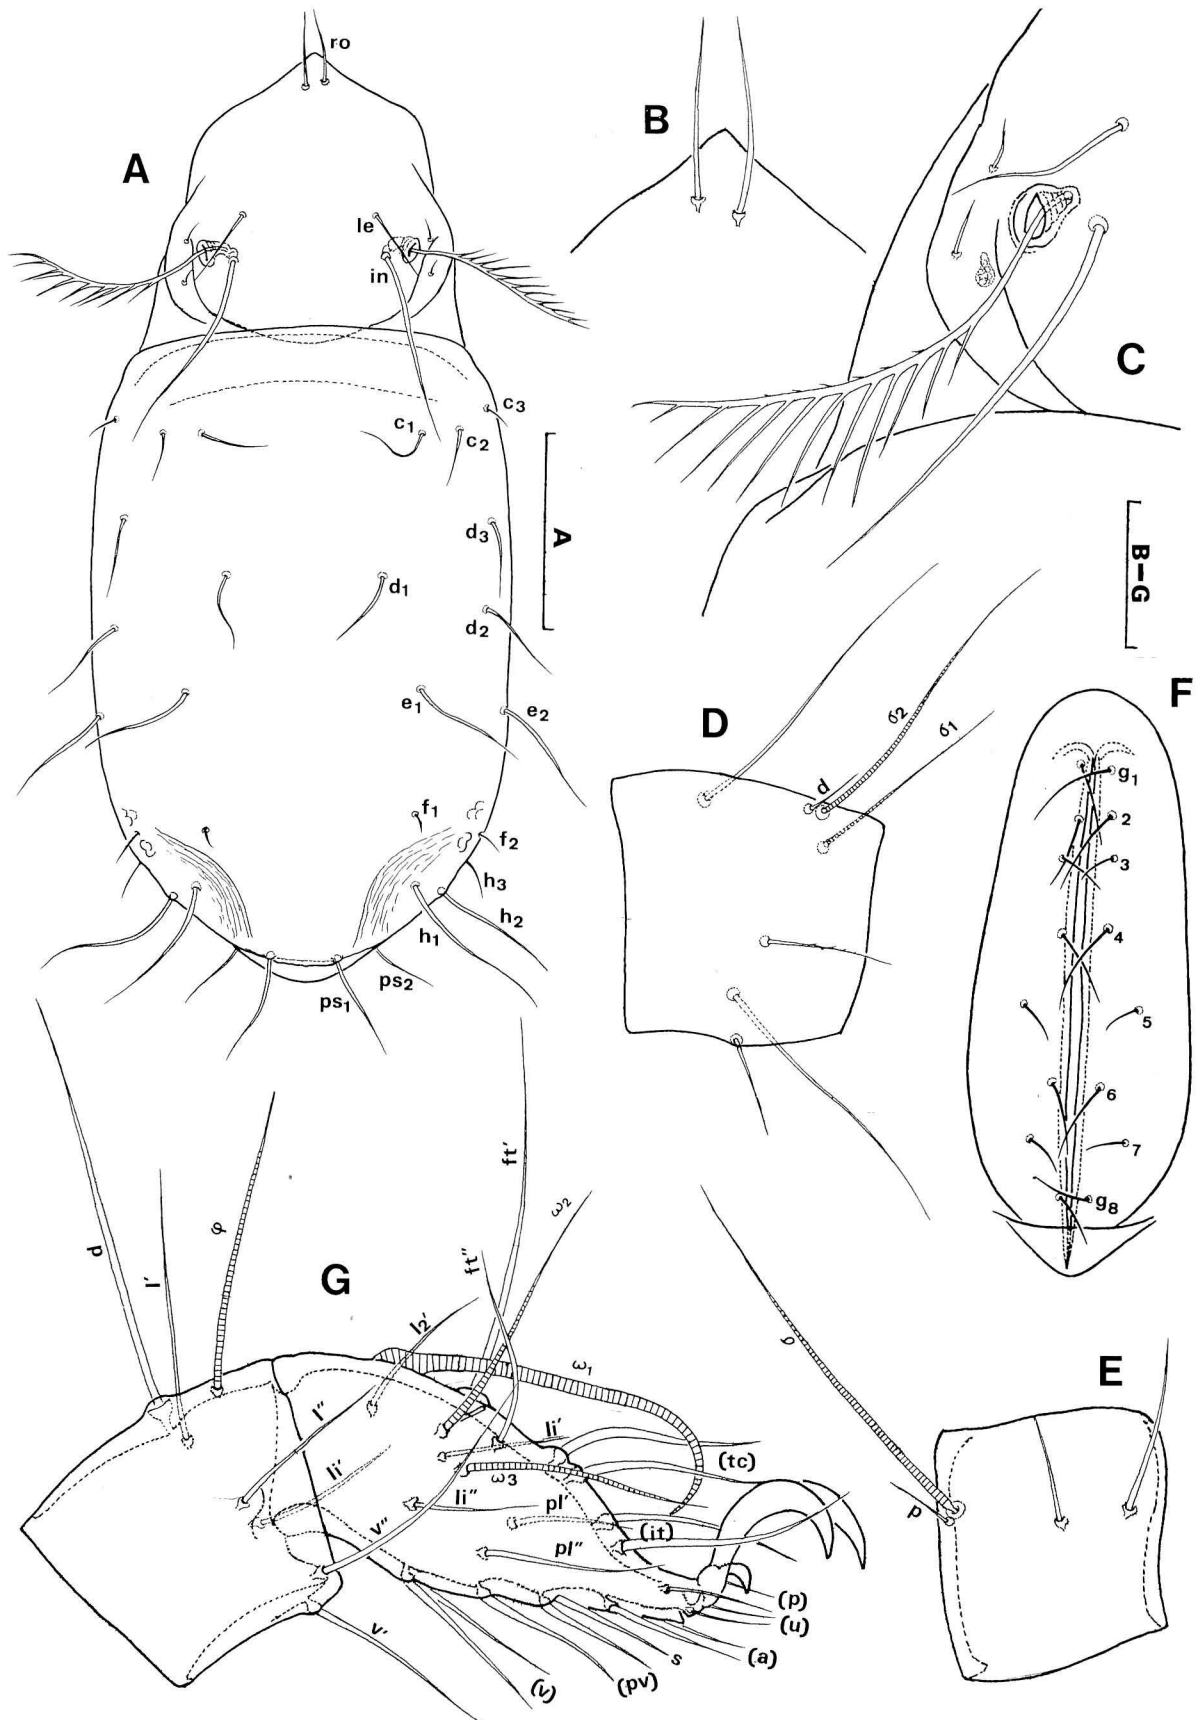 ro
A
le
in
c3
c1
c2
d3
d1
d2
e1
e2
f1
f2
h3
h2
h1
ps2
ps1
A
B
C
B–G
D
d
σ2
σ1
F
g1
2
3
4
5
6
7
g8
E
σ
d
G
d
l'
φ
ft'
ω2
ft"
l2'
ω1
l"
li'
li'
ω3
(tc)
li"
pl'
(it)
v"
pl"
(p)
(u)
(a)
s
(pv)
(v)
v'